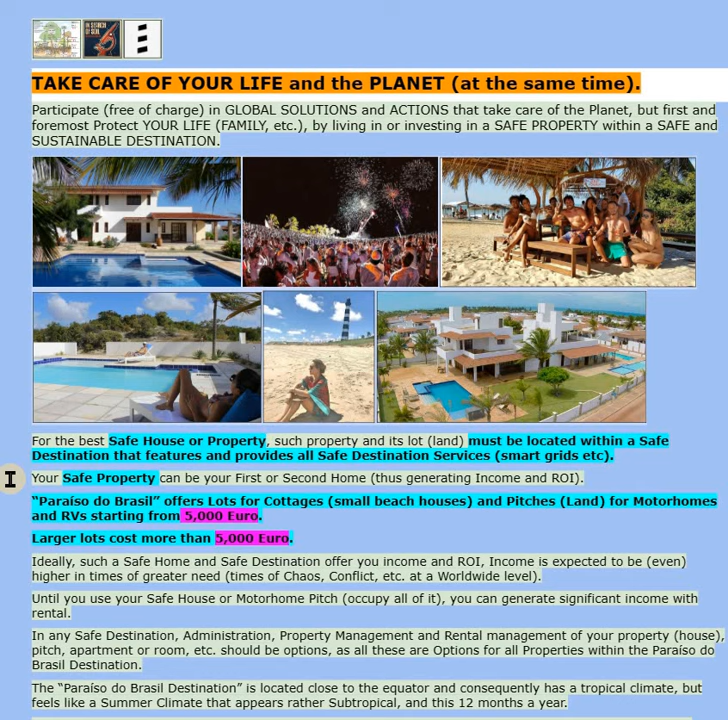 TAKE CARE OF YOUR LIFE and the PLANET (at the same time).
Participate (free of charge) in GLOBAL SOLUTIONS and ACTIONS that take care of the Planet, but first and
foremost Protect YOUR LIFE (FAMILY, etc.), by living in or investing in a SAFE PROPERTY within a SAFE and
SUSTAINABLE DESTINATION.
For the best Safe House or Property, such property and its lot (land) must be located within a Safe
Destination that features and provides all Safe Destination Services (smart grids etc).
Your Safe Property can be your First or Second Home (thus generating Income and ROI).
“Paraíso do Brasil” offers Lots for Cottages (small beach houses) and Pitches (Land) for Motorhomes
and RVs starting from 5,000 Euro.
Larger lots cost more than 5,000 Euro.
Ideally, such a Safe Home and Safe Destination offer you income and ROI, Income is expected to be (even)
higher in times of greater need (times of Chaos, Conflict, etc. at a Worldwide level).
Until you use your Safe House or Motorhome Pitch (occupy all of it), you can generate significant income with
rental.
In any Safe Destination, Administration, Property Management and Rental management of your property (house),
pitch, apartment or room, etc. should be options, as all these are Options for all Properties within the Paraíso do
Brasil Destination.
The “Paraíso do Brasil Destination” is located close to the equator and consequently has a tropical climate, but
feels like a Summer Climate that appears rather Subtropical, and this 12 months a year.